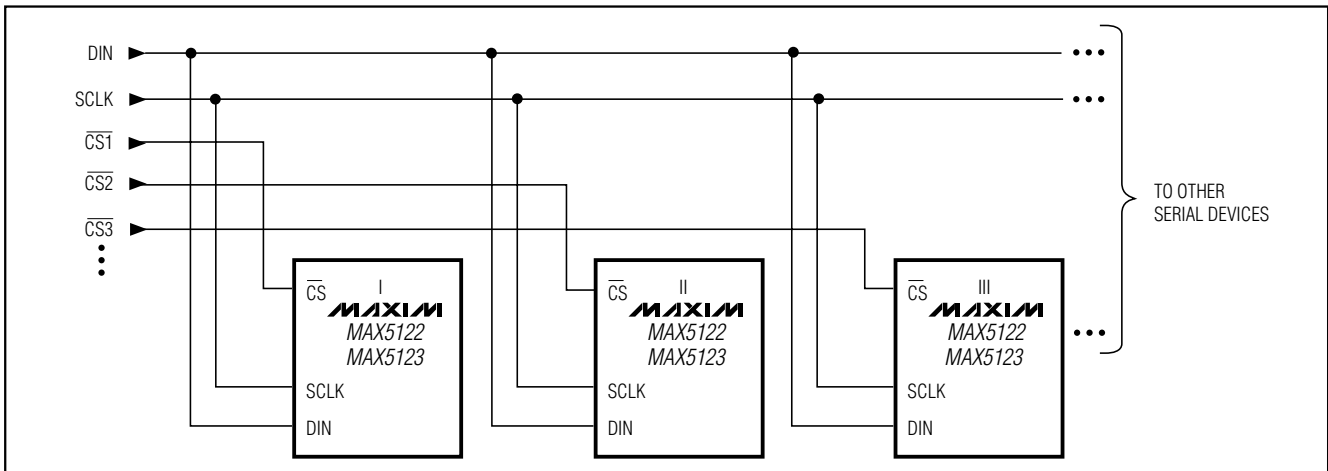 DIN
SCLK
CS1
CS2
CS3
TO OTHER
SERIAL DEVICES
CS
I
MAXIM
MAX5122
MAX5123
SCLK
DIN
CS
II
MAXIM
MAX5122
MAX5123
SCLK
DIN
CS
III
MAXIM
MAX5122
MAX5123
SCLK
DIN